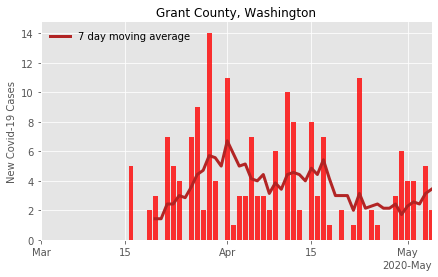 Grant County, Washington
7 day moving average
New Covid-19 Cases
14
12
10
8
6
4
2
0
Mar
15
Apr
15
May
2020-May